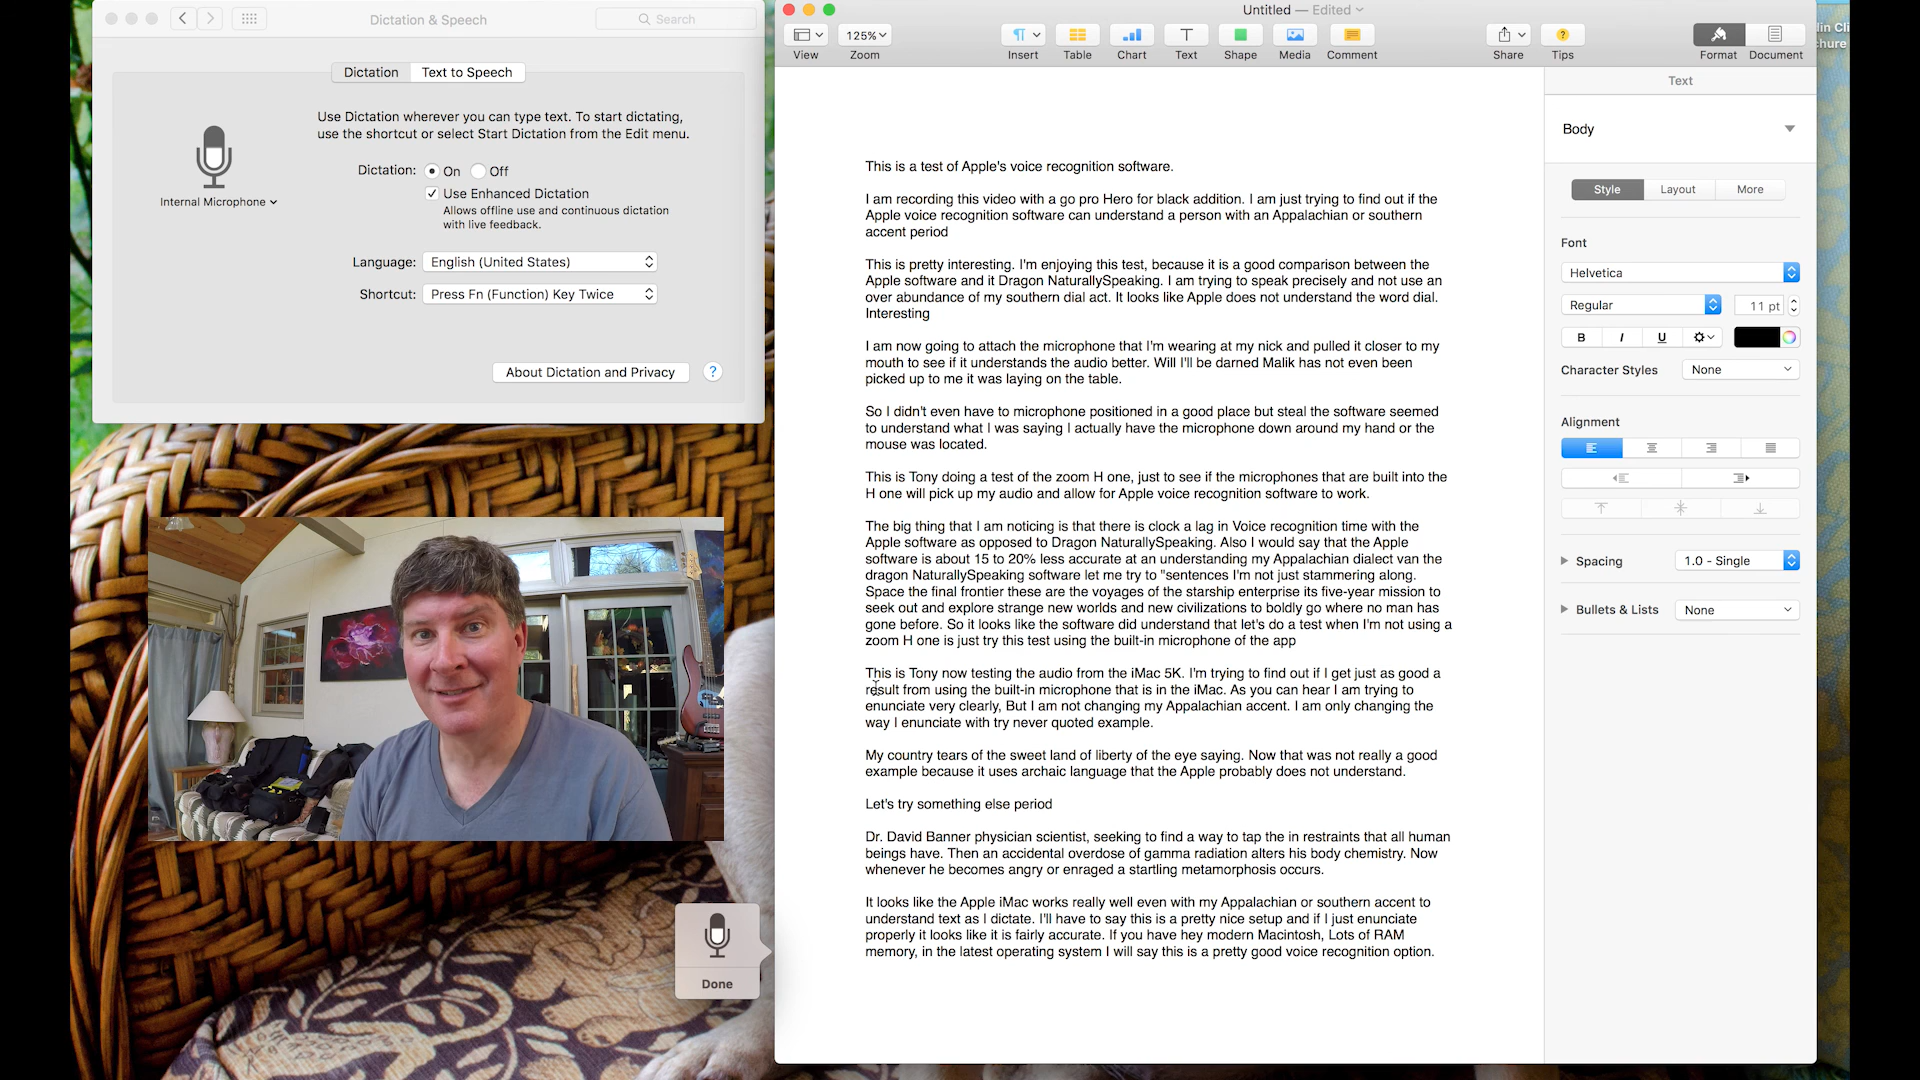 Dictation & Speech
Search
Dictation
Text to Speech
Use Dictation wherever you can type text. To start dictating,
use the shortcut or select Start Dictation from the Edit menu.
Internal Microphone
Dictation:
On
Off
Use Enhanced Dictation
Allows offline use and continuous dictation
with live feedback.
Language:
English (United States)
Shortcut:
Press Fn (Function) Key Twice
About Dictation and Privacy
?
Done
Untitled — Edited
125%
View
Zoom
Insert
Table
Chart
Text
Shape
Media
Comment
Share
Tips
Format
Document
lin Cli
hure
This is a test of Apple's voice recognition software.
I am recording this video with a go pro Hero for black addition. I am just trying to find out if the
Apple voice recognition software can understand a person with an Appalachian or southern
accent period
This is pretty interesting. I'm enjoying this test, because it is a good comparison between the
Apple software and it Dragon NaturallySpeaking. I am trying to speak precisely and not use an
over abundance of my southern dial act. It looks like Apple does not understand the word dial.
Interesting
I am now going to attach the microphone that I'm wearing at my nick and pulled it closer to my
mouth to see if it understands the audio better. Will I'll be darned Malik has not even been
picked up to me it was laying on the table.
So I didn't even have to microphone positioned in a good place but steal the software seemed
to understand what I was saying I actually have the microphone down around my hand or the
mouse was located.
This is Tony doing a test of the zoom H one, just to see if the microphones that are built into the
H one will pick up my audio and allow for Apple voice recognition software to work.
The big thing that I am noticing is that there is clock a lag in Voice recognition time with the
Apple software as opposed to Dragon NaturallySpeaking. Also I would say that the Apple
software is about 15 to 20% less accurate at an understanding my Appalachian dialect van the
dragon NaturallySpeaking software let me try to "sentences I'm not just stammering along.
Space the final frontier these are the voyages of the starship enterprise its five-year mission to
seek out and explore strange new worlds and new civilizations to boldly go where no man has
gone before. So it looks like the software did understand that let's do a test when I'm not using a
zoom H one is just try this test using the built-in microphone of the app
This is Tony now testing the audio from the iMac 5K. I'm trying to find out if I get just as good a
result from using the built-in microphone that is in the iMac. As you can hear I am trying to
enunciate very clearly, But I am not changing my Appalachian accent. I am only changing the
way I enunciate with try never quoted example.
My country tears of the sweet land of liberty of the eye saying. Now that was not really a good
example because it uses archaic language that the Apple probably does not understand.
Let's try something else period
Dr. David Banner physician scientist, seeking to find a way to tap the in restraints that all human
beings have. Then an accidental overdose of gamma radiation alters his body chemistry. Now
whenever he becomes angry or enraged a startling metamorphosis occurs.
It looks like the Apple iMac works really well even with my Appalachian or southern accent to
understand text as I dictate. I'll have to say this is a pretty nice setup and if I just enunciate
properly it looks like it is fairly accurate. If you have hey modern Macintosh, Lots of RAM
memory, in the latest operating system I will say this is a pretty good voice recognition option.
Text
Body
Style
Layout
More
Font
Helvetica
Regular
11 pt
B
I
U
Character Styles
None
Alignment
Spacing
1.0 - Single
Bullets & Lists
None